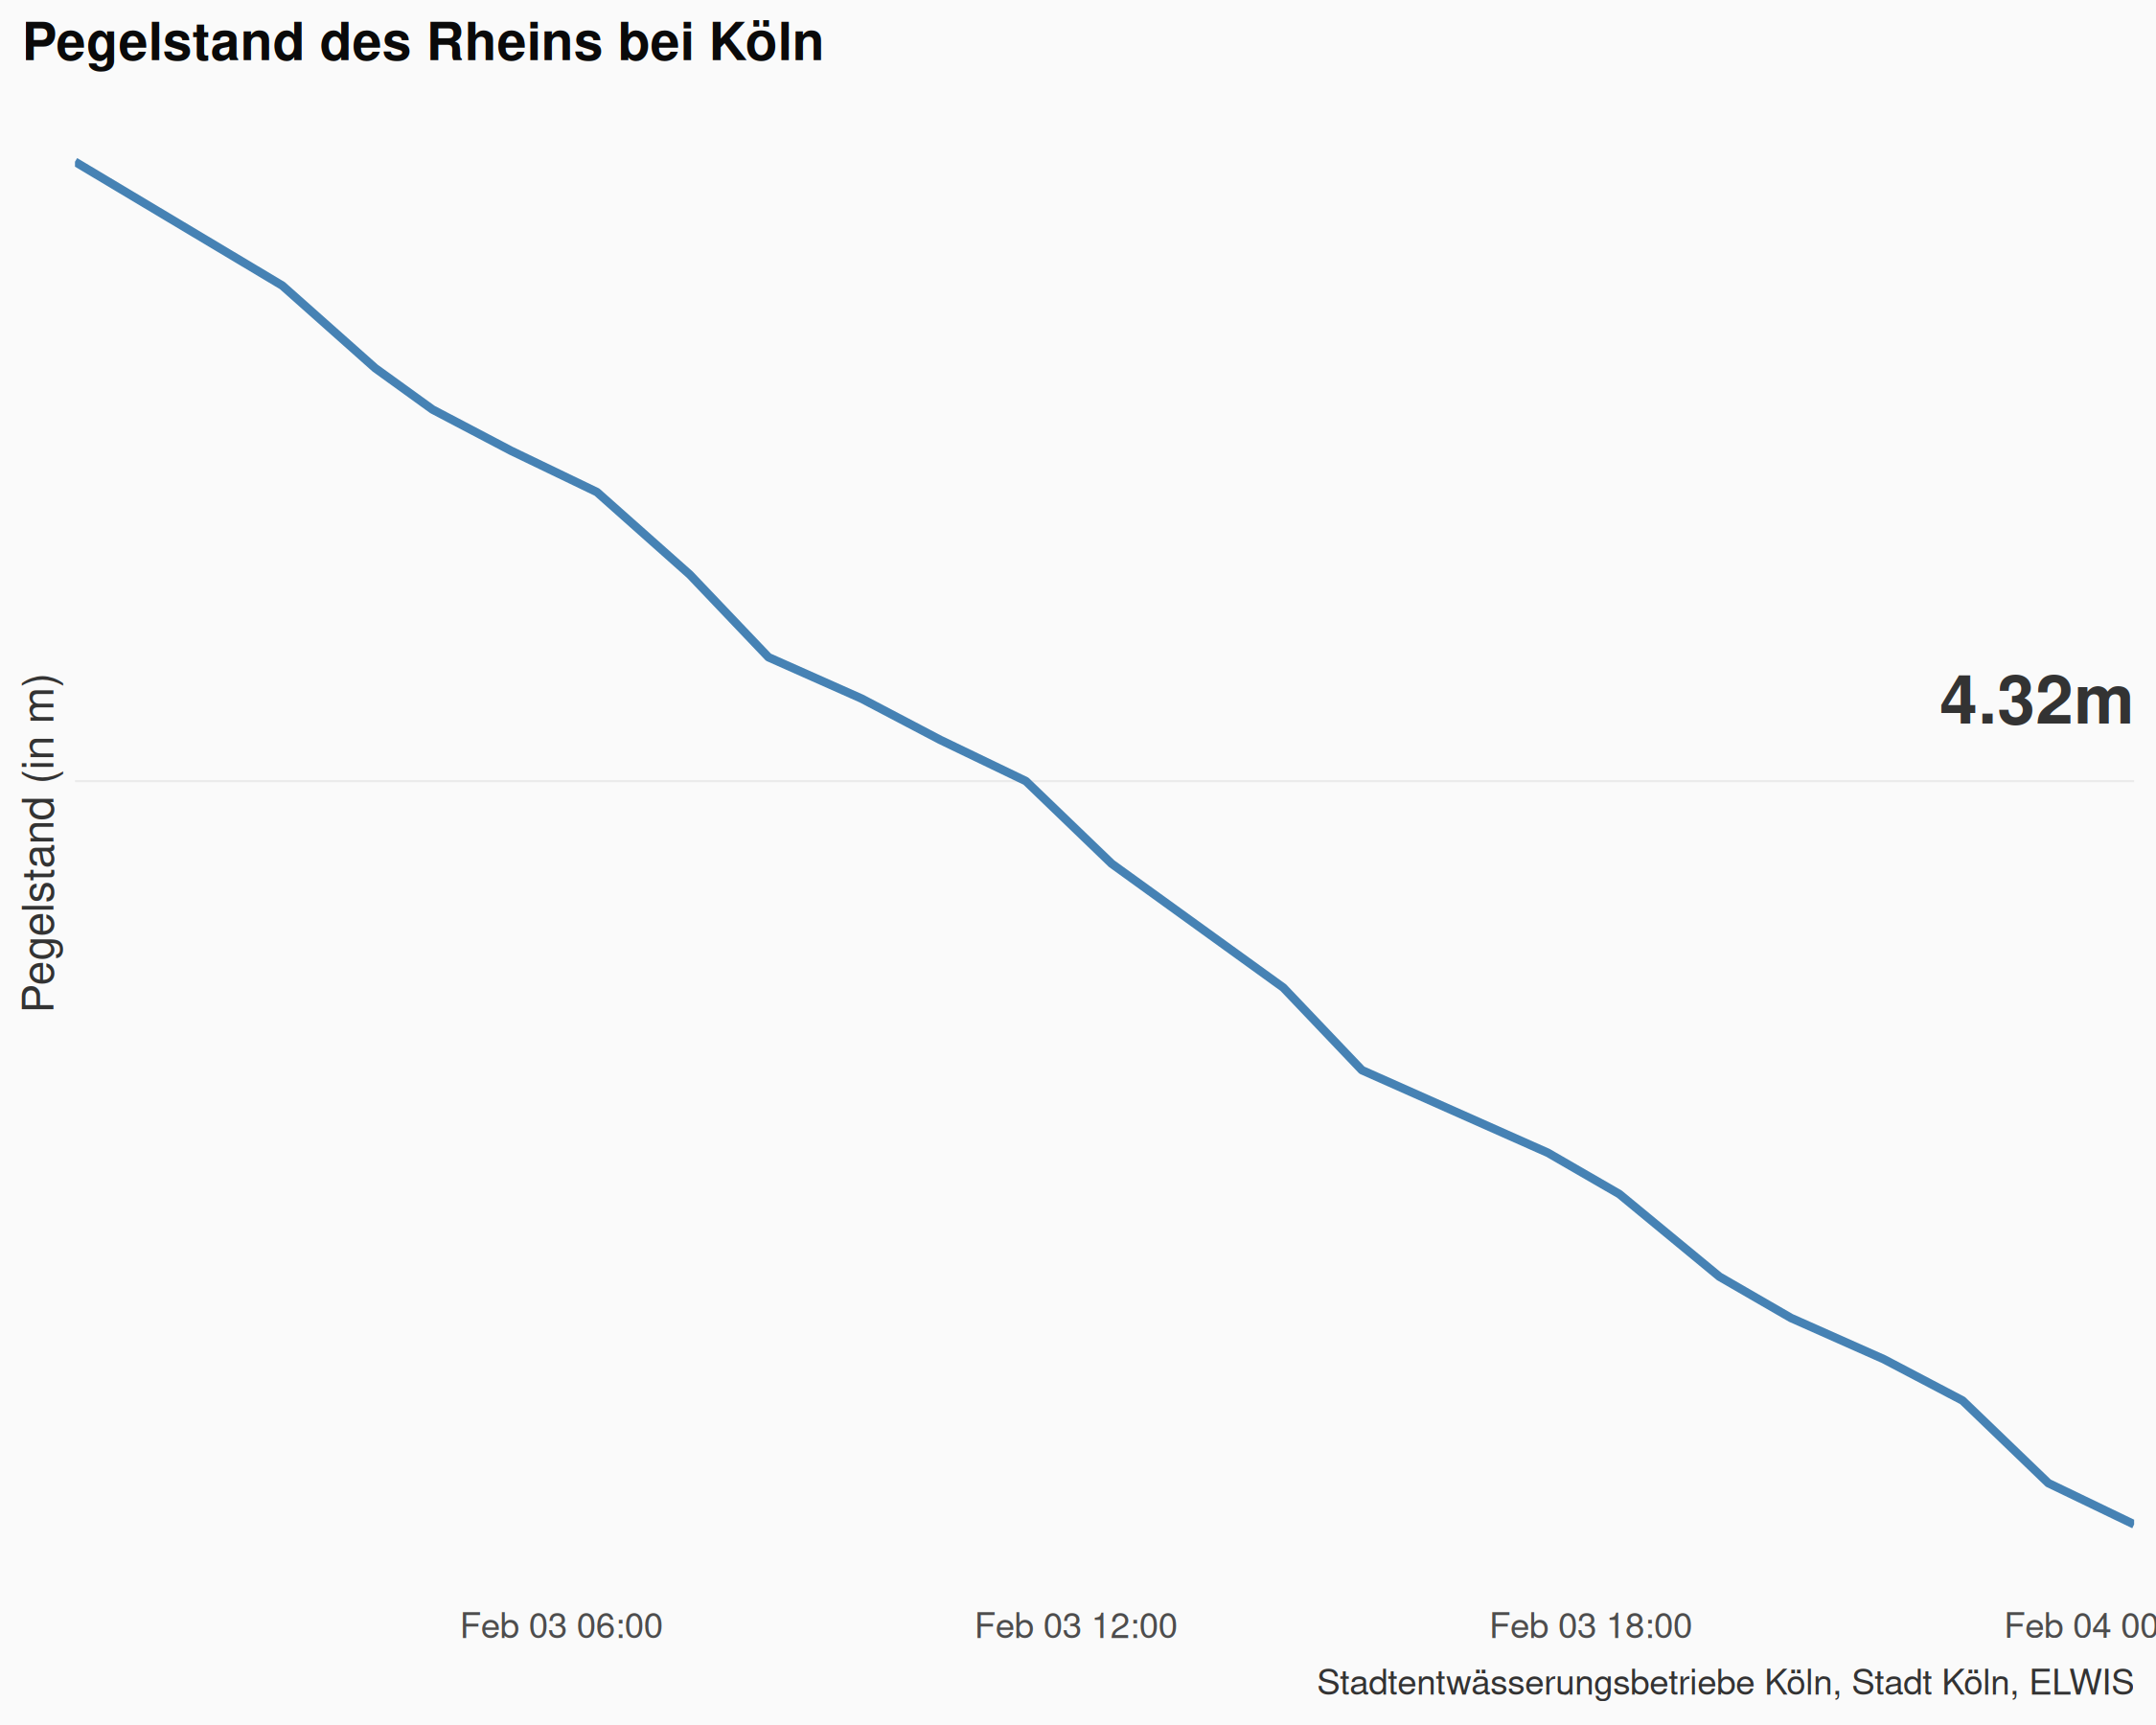 Pegelstand des Rheins bei Köln
4.32m
Pegelstand (in m)
Feb 03 06:00
Feb 03 12:00
Feb 03 18:00
Feb 04 00
Stadtentwässerungsbetriebe Köln, Stadt Köln, ELWIS